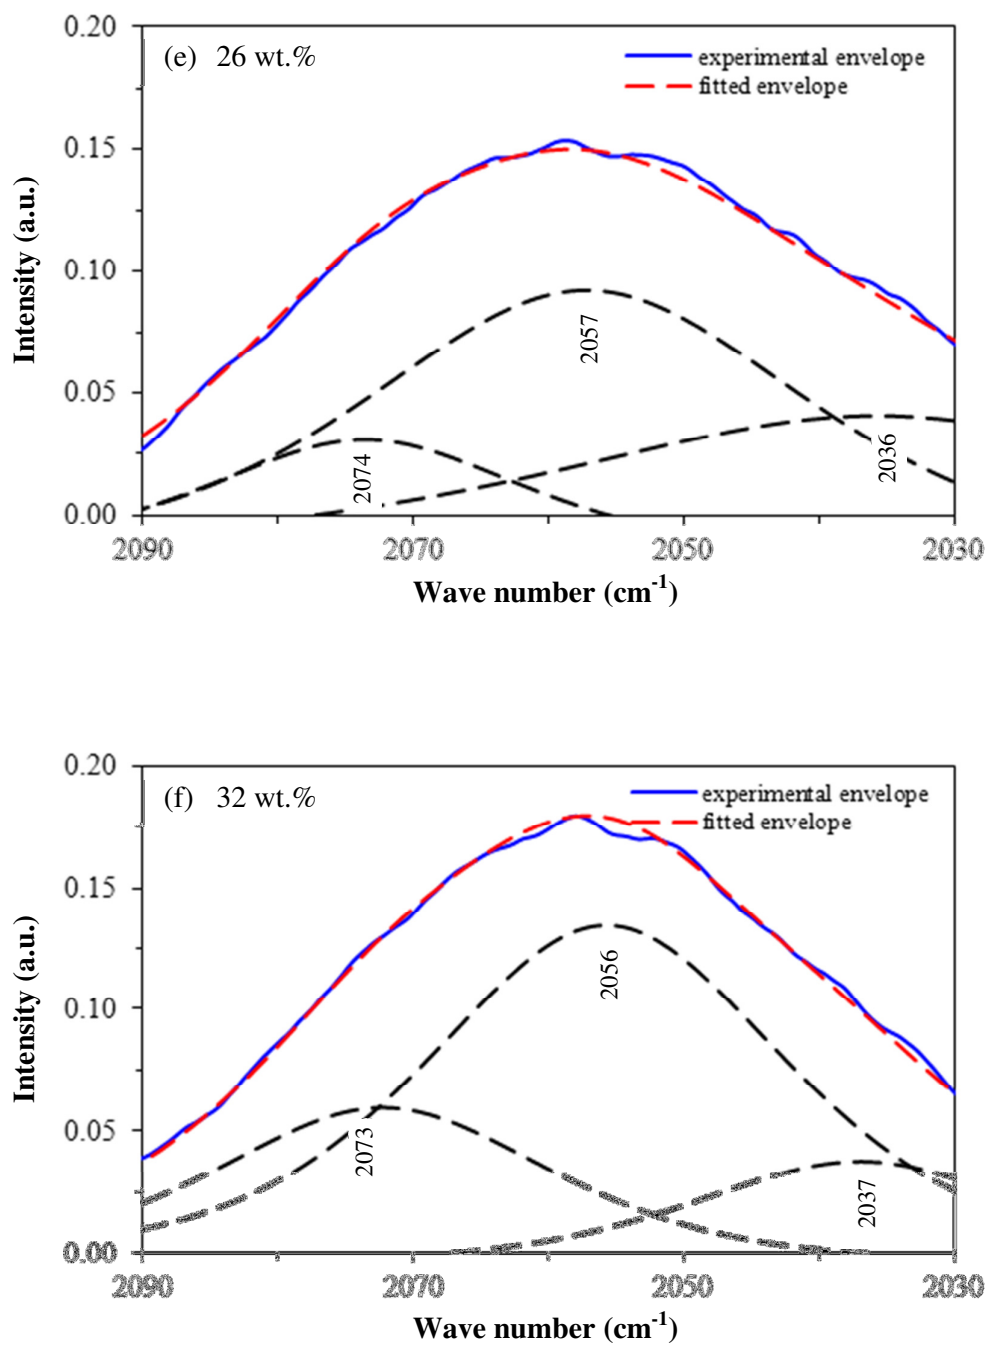 0.20
(e) 26 wt.%
experimental envelope
fitted envelope
0.15
Intensity (a.u.)
0.10
2057
0.05
2074
2036
0.00
2090 2070 2050 2030
Wave number (cm-1)
0.20
(f) 32 wt.%
experimental envelope
fitted envelope
0.15
Intensity (a.u.)
2056
0.10
0.05
2073
2037
0.00
2090 2070 2050 2030
Wave number (cm-1)